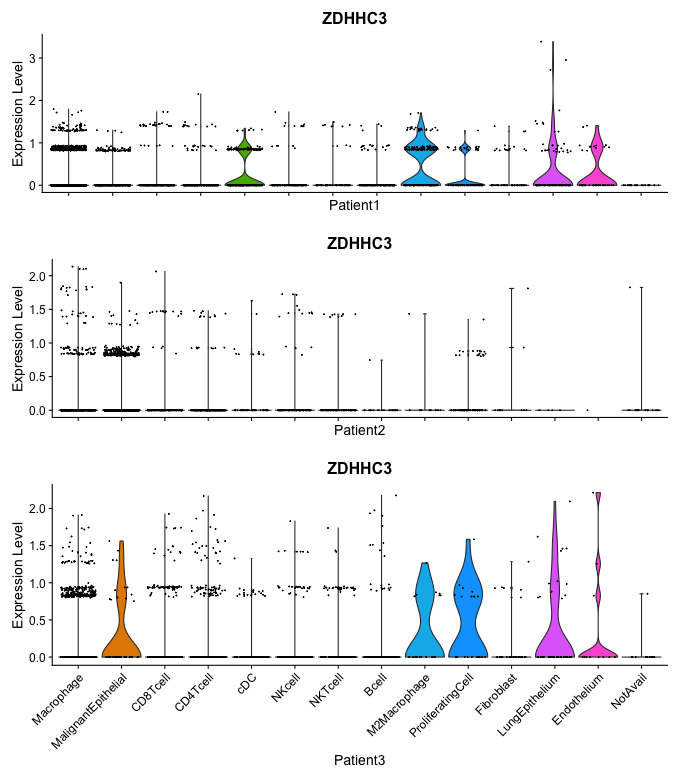 ZDHHC3
Expression Level
3
2
1
0
Patient1
ZDHHC3
Expression Level
2.0
1.5
1.0
0.5
0.0
Patient2
ZDHHC3
Expression Level
2.0
1.5
1.0
0.5
0.0
Macrophage
MalignantEpithelial
CD8Tcell
CD4Tcell
cDC
NKcell
NKTcell
Bcell
M2Macrophage
ProliferatingCell
Fibroblast
LungEpithelium
Endothelium
NotAvail
Patient3